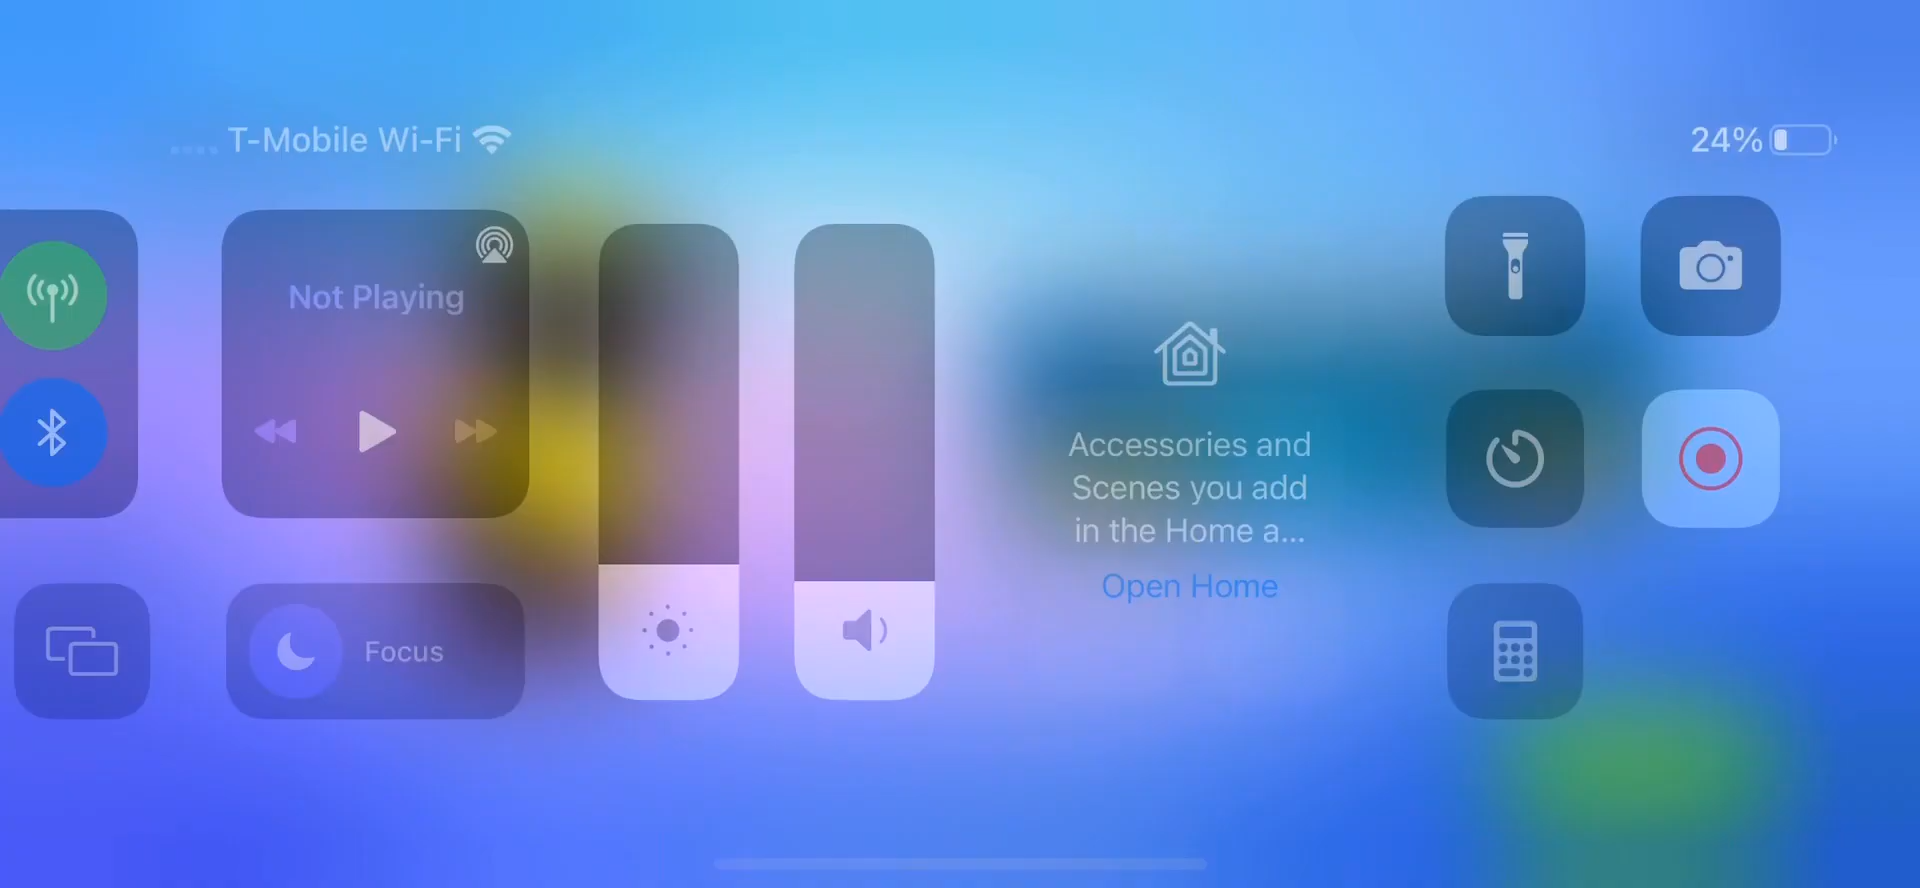 T-Mobile Wi-Fi
24%
Not Playing
Accessories and
Scenes you add
in the Home a...
Open Home
Focus